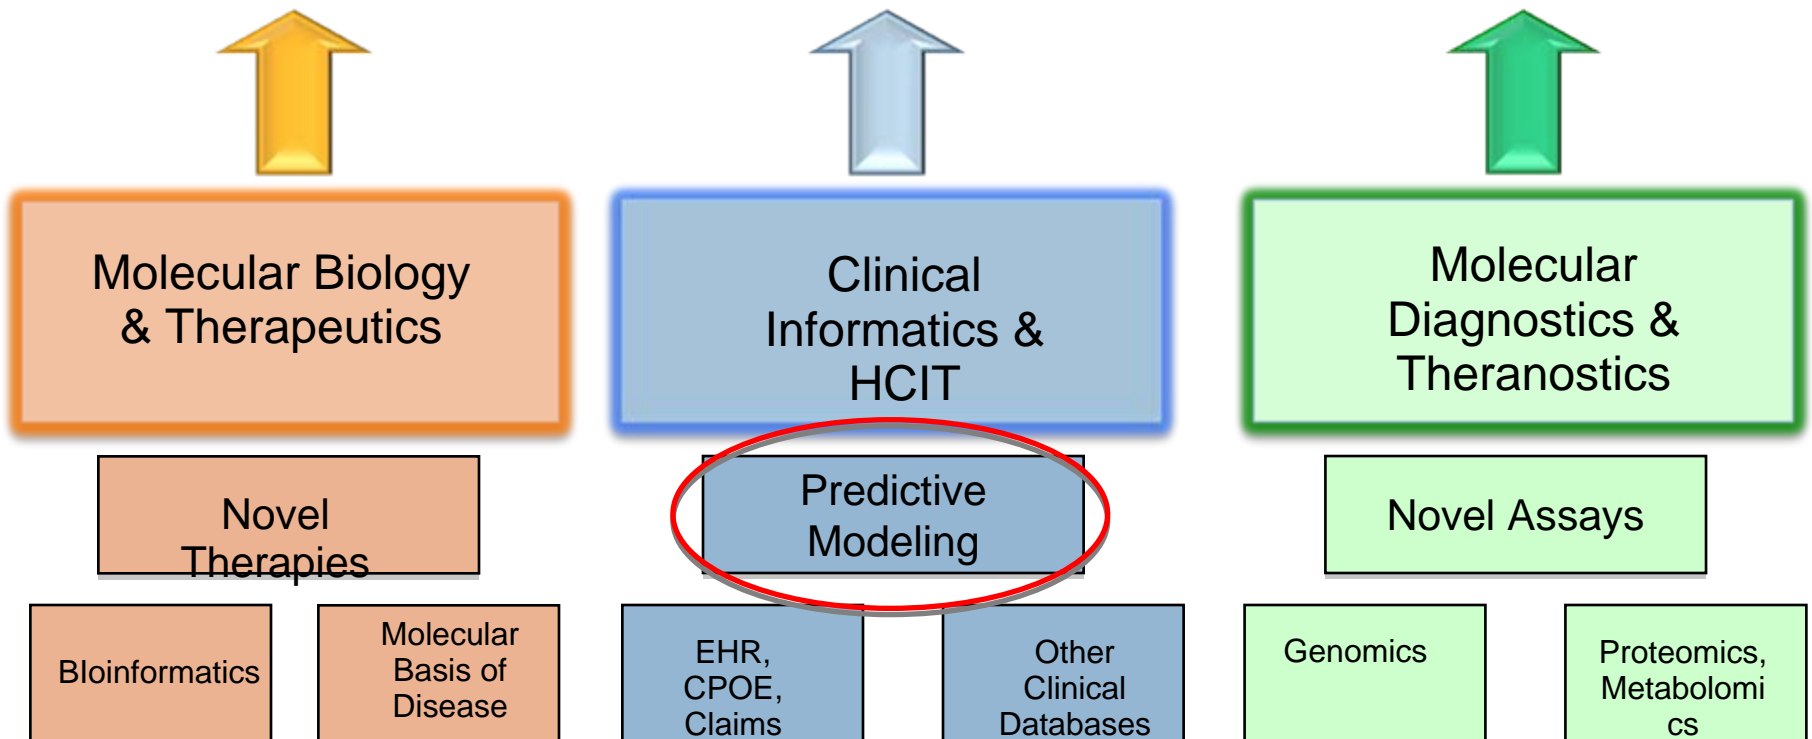 Molecular Biology
& Therapeutics
Clinical
Informatics &
HCIT
Molecular
Diagnostics &
Theranostics
Novel
Therapies
Predictive
Modeling
Novel Assays
BIoinformatics
Molecular
Basis of
Disease
EHR,
CPOE,
Claims
Other
Clinical
Databases
Genomics
Proteomics,
Metabolomi
cs